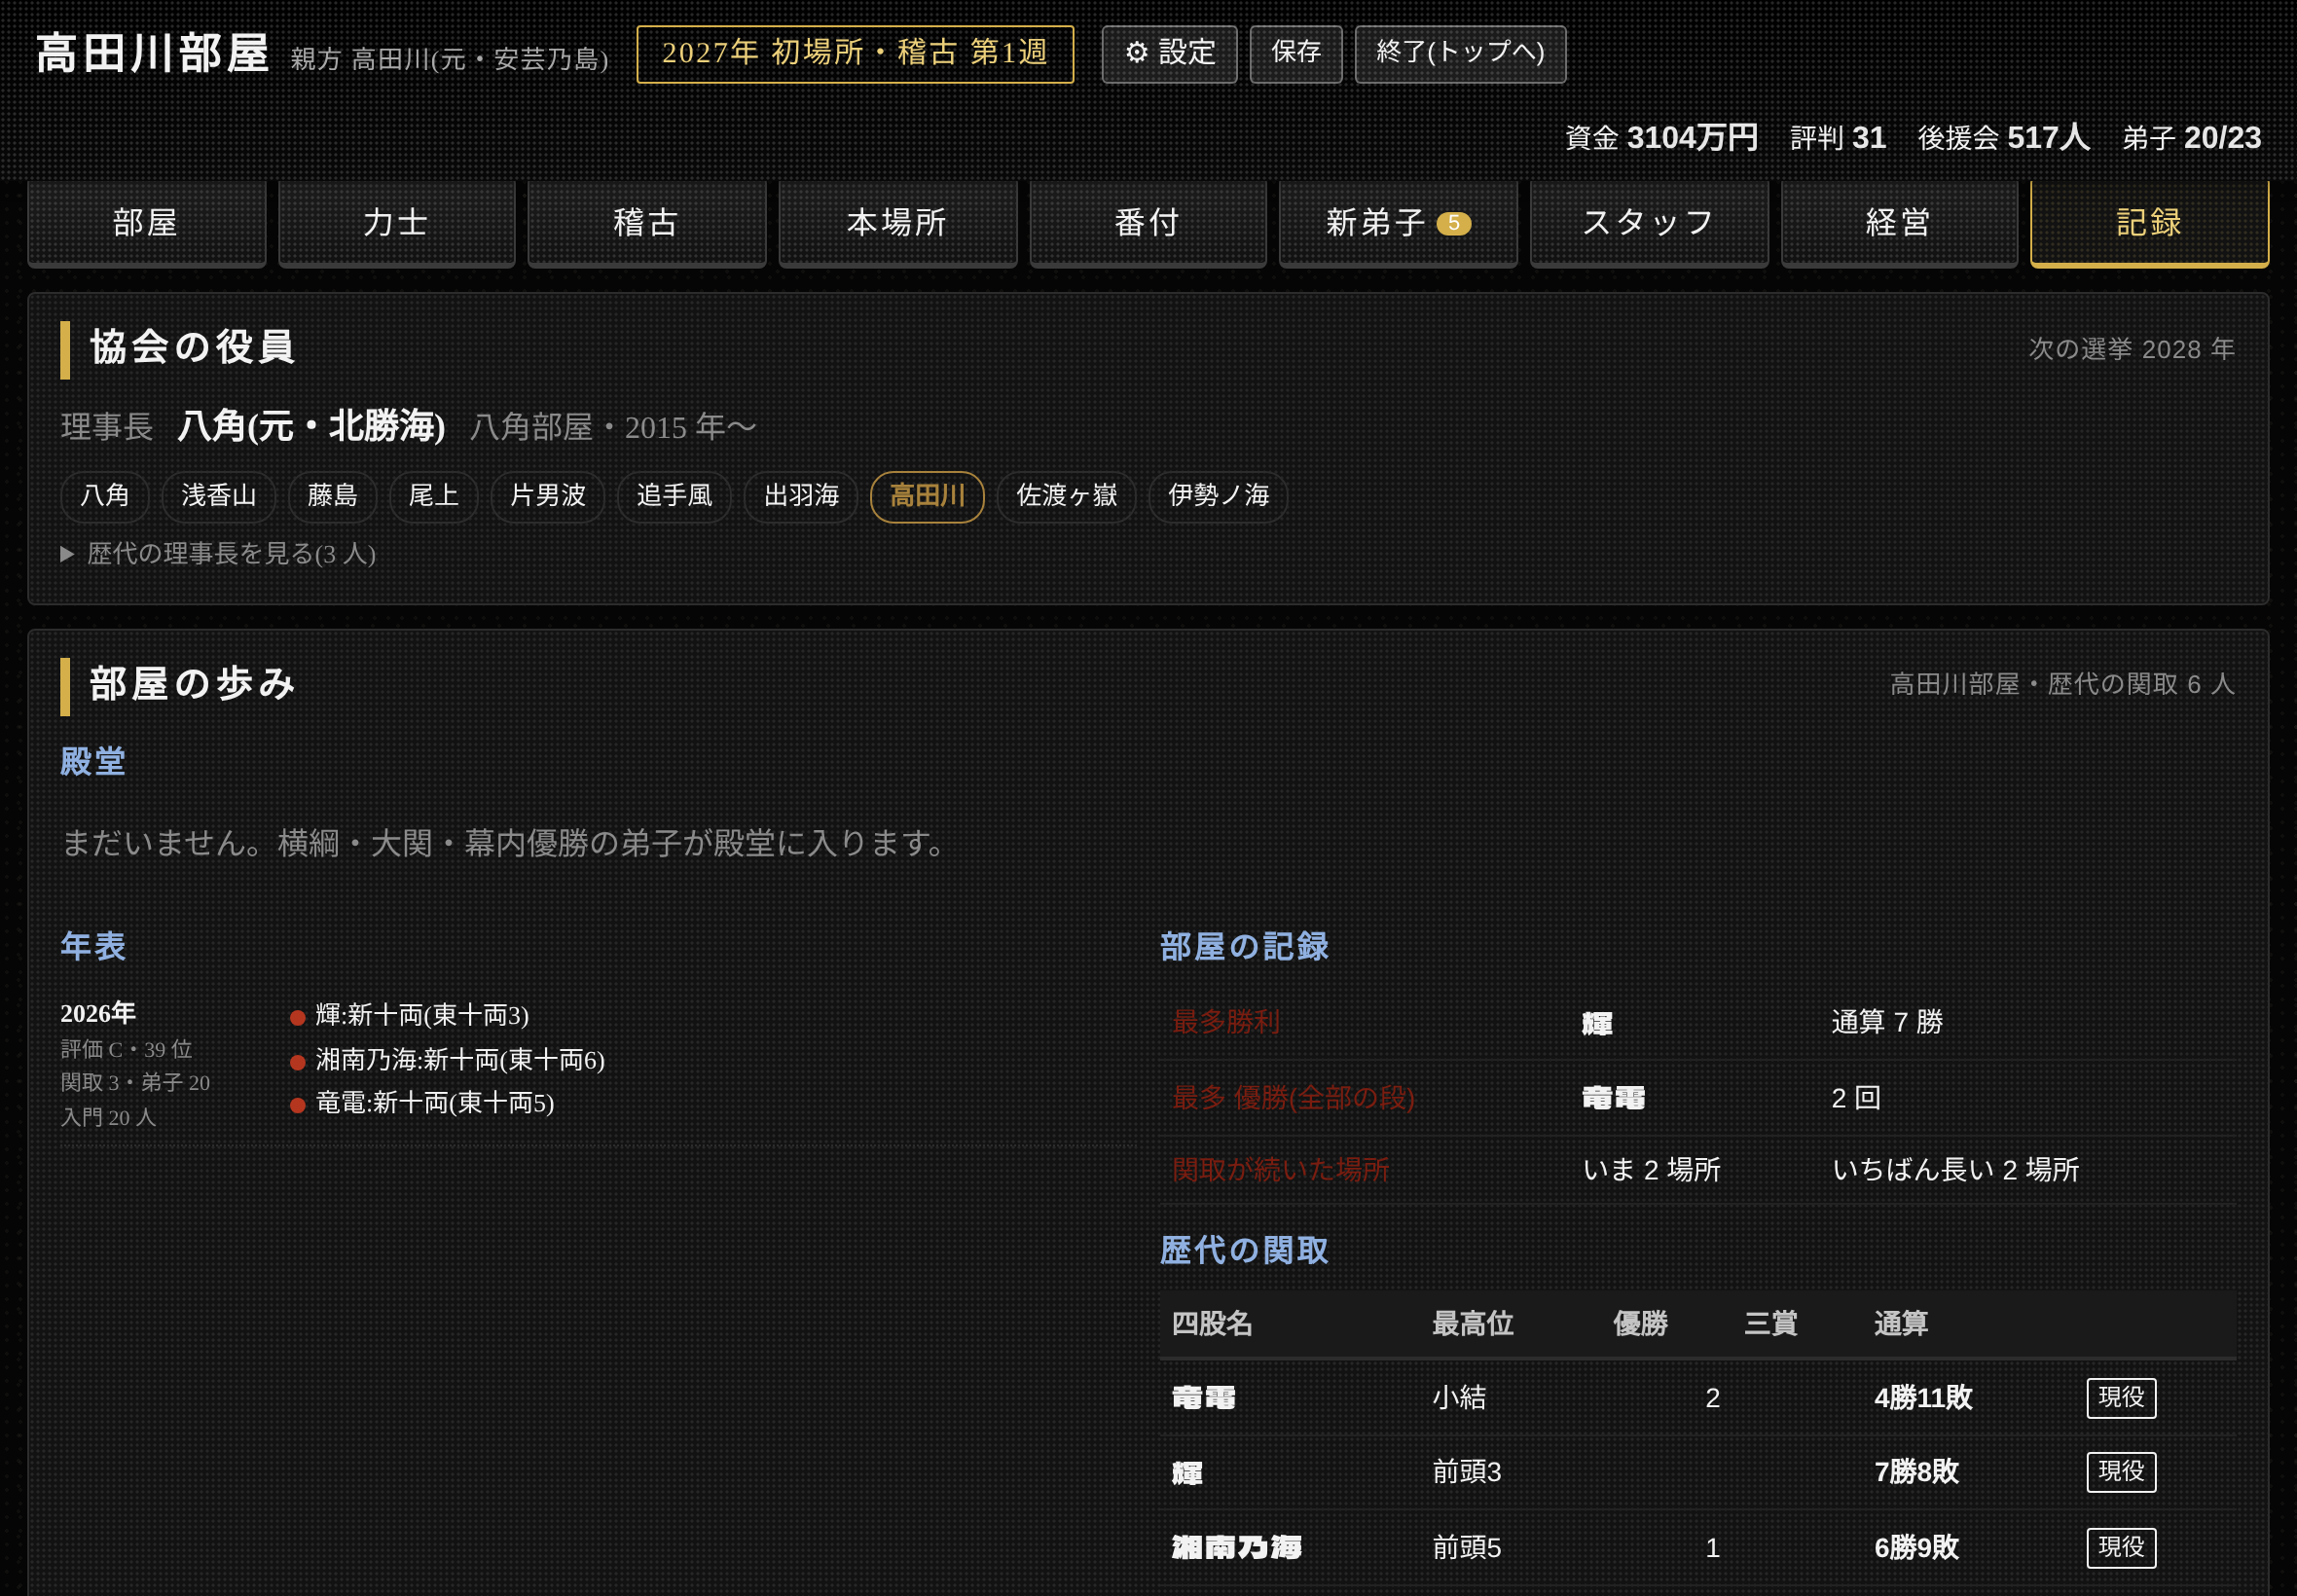 高田川部屋 親方 高田川(元・安芸乃島) 2027年 初場所・稽古 第1週 ⚙ 設定 保存 終了(トップへ)
資金 3104万円 評判 31 後援会 517人 弟子 20/23
部屋 力士 稽古 本場所 番付 新弟子 5 スタッフ 経営 記録
協会の役員 次の選挙 2028 年
理事長 八角(元・北勝海) 八角部屋・2015 年〜
八角 浅香山 藤島 尾上 片男波 追手風 出羽海 高田川 佐渡ヶ嶽 伊勢ノ海
▶ 歴代の理事長を見る(3 人)
部屋の歩み 高田川部屋・歴代の関取 6 人
殿堂
まだいません。横綱・大関・幕内優勝の弟子が殿堂に入ります。
年表
2026年
評価 C・39 位
関取 3・弟子 20
入門 20 人
輝:新十両(東十両3)
湘南乃海:新十両(東十両6)
竜電:新十両(東十両5)
部屋の記録
最多勝利 輝 通算 7 勝
最多 優勝(全部の段) 竜電 2 回
関取が続いた場所 いま 2 場所 いちばん長い 2 場所
歴代の関取
四股名 最高位 優勝 三賞 通算
竜電 小結 2 4勝11敗 現役
輝 前頭3 7勝8敗 現役
湘南乃海 前頭5 1 6勝9敗 現役